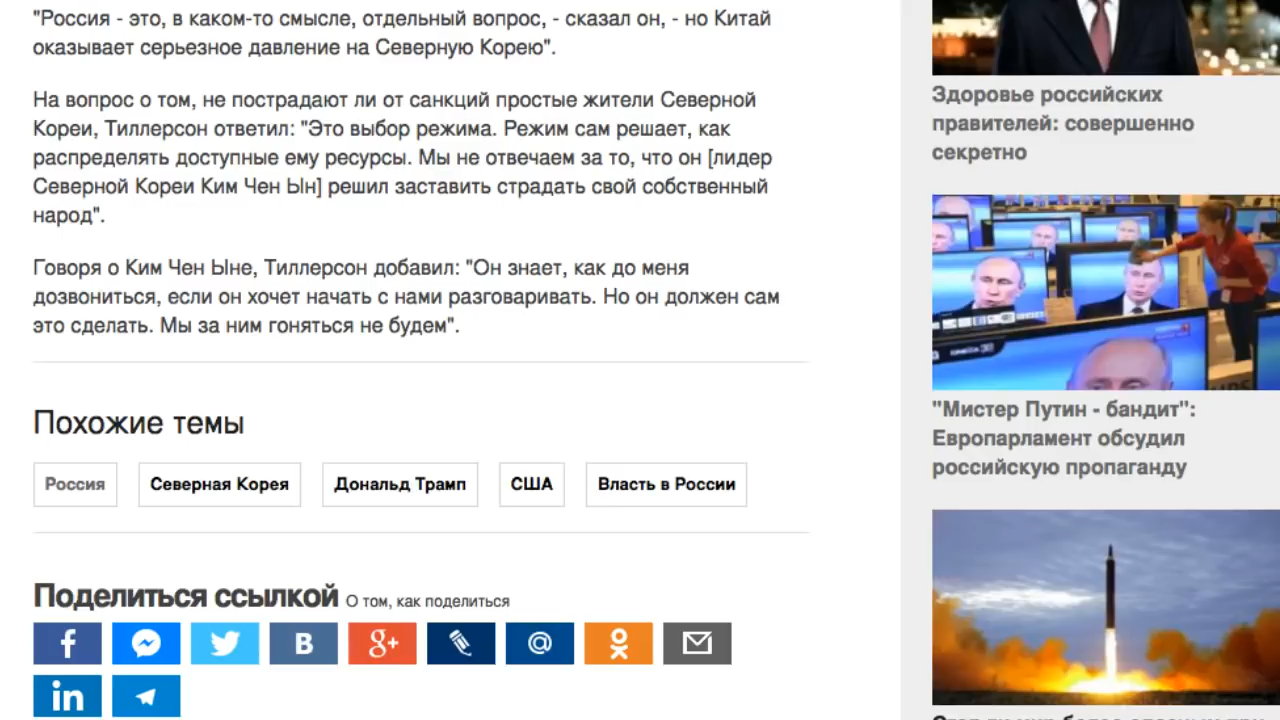 "Россия - это, в каком-то смысле, отдельный вопрос, - сказал он, - но Китай
оказывает серьезное давление на Северную Корею".
На вопрос о том, не пострадают ли от санкций простые жители Северной
Кореи, Тиллерсон ответил: "Это выбор режима. Режим сам решает, как
распределять доступные ему ресурсы. Мы не отвечаем за то, что он [лидер
Северной Кореи Ким Чен Ын] решил заставить страдать свой собственный
народ".
Говоря о Ким Чен Ыне, Тиллерсон добавил: "Он знает, как до меня
дозвониться, если он хочет начать с нами разговаривать. Но он должен сам
это сделать. Мы за ним гоняться не будем".
Похожие темы
Россия
Северная Корея
Дональд Трамп
США
Власть в России
Поделиться ссылкой О том, как поделиться
Здоровье российских
правителей: совершенно
секретно
"Мистер Путин - бандит":
Европарламент обсудил
российскую пропаганду